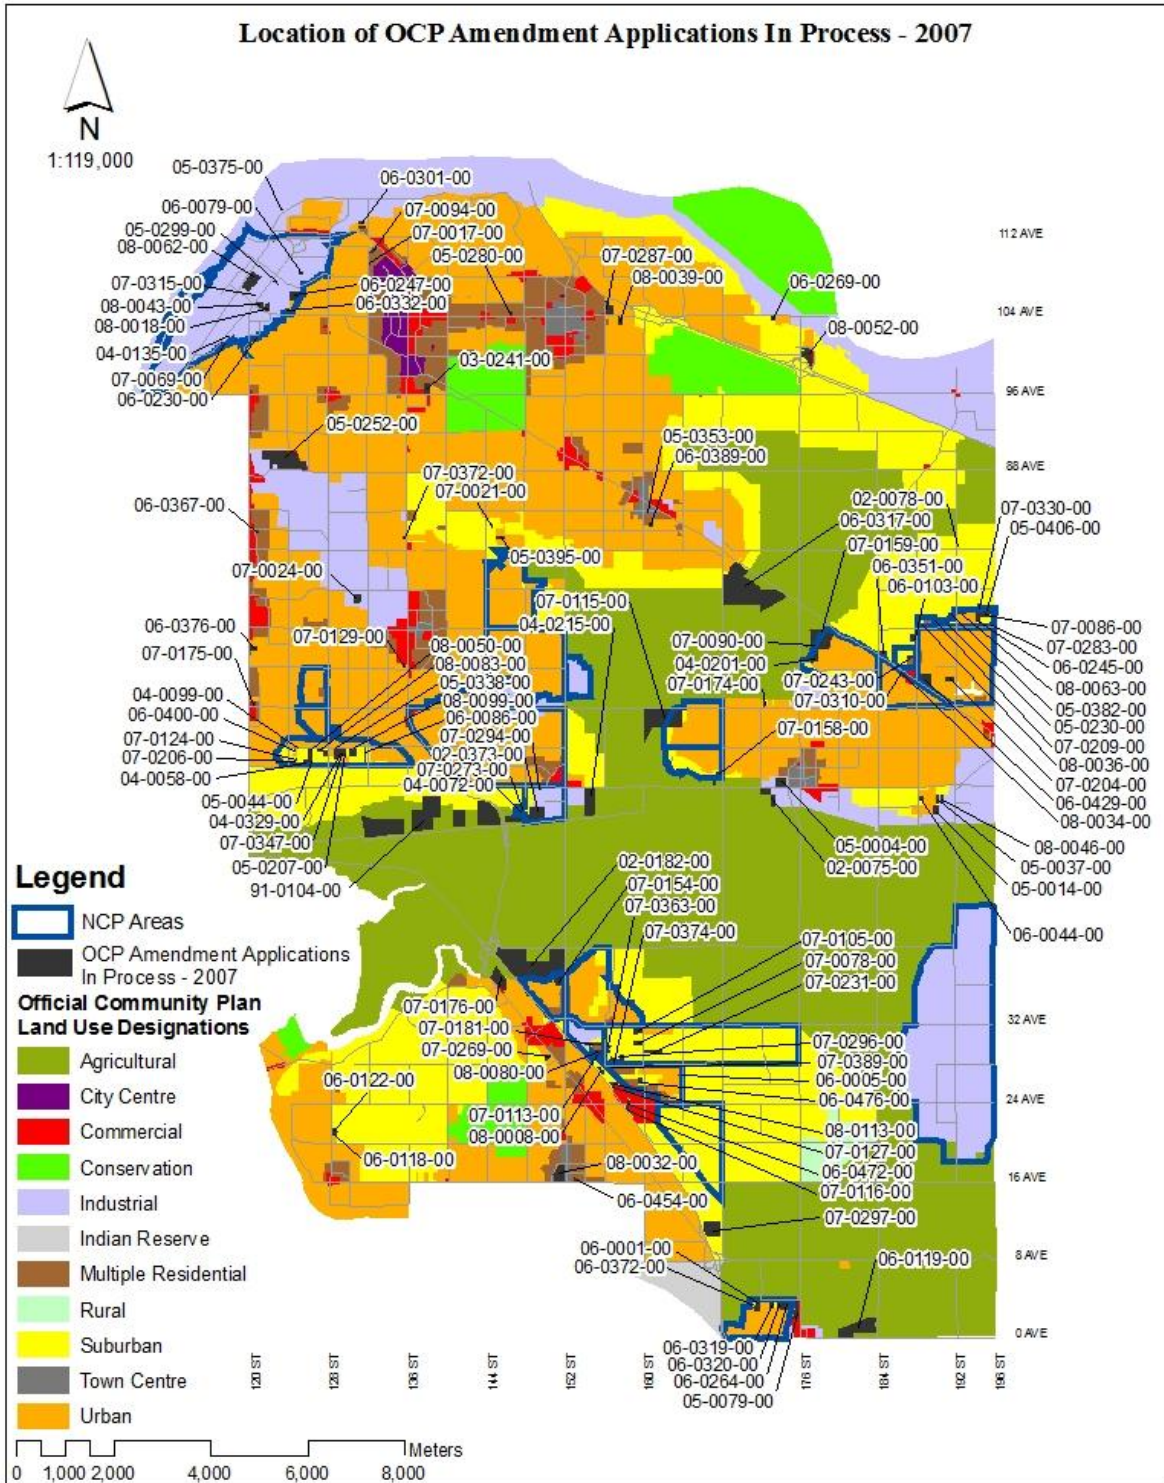 Location of OCP Amendment Applications In Process - 2007
N
1:119,000
05-0375-00
06-0301-00
06-0079-00
07-0094-00
05-0299-00
07-0017-00
08-0062-00
05-0280-00
07-0287-00
08-0039-00
112 AVE
07-0315-00
06-0247-00
06-0269-00
08-0043-00
06-0332-00
104 AVE
08-0018-00
08-0052-00
04-0135-00
03-0241-00
07-0069-00
06-0230-00
96 AVE
05-0252-00
05-0353-00
06-0389-00
88 AVE
07-0372-00
07-0021-00
02-0078-00
07-0330-00
06-0367-00
06-0317-00
05-0406-00
07-0159-00
05-0395-00
06-0351-00
07-0024-00
06-0103-00
07-0115-00
04-0215-00
06-0376-00
07-0129-00
08-0050-00
07-0090-00
07-0086-00
07-0175-00
08-0083-00
04-0201-00
07-0283-00
05-0338-00
07-0243-00
06-0245-00
04-0099-00
08-0099-00
07-0174-00
07-0310-00
08-0063-00
06-0400-00
06-0086-00
05-0382-00
07-0124-00
07-0294-00
07-0158-00
05-0230-00
07-0206-00
02-0373-00
07-0209-00
04-0058-00
07-0273-00
08-0036-00
04-0072-00
07-0204-00
05-0044-00
06-0429-00
04-0329-00
08-0034-00
07-0347-00
05-0004-00
08-0046-00
05-0207-00
02-0182-00
02-0075-00
05-0037-00
91-0104-00
07-0154-00
05-0014-00
07-0363-00
07-0374-00
07-0105-00
06-0044-00
07-0078-00
07-0231-00
07-0176-00
32 AVE
07-0181-00
07-0296-00
07-0269-00
07-0389-00
06-0122-00
08-0080-00
06-0005-00
06-0476-00
24 AVE
07-0113-00
08-0113-00
08-0008-00
07-0127-00
06-0118-00
08-0032-00
06-0472-00
16 AVE
06-0454-00
07-0116-00
07-0297-00
06-0001-00
06-0119-00
8 AVE
06-0372-00
0 AVE
06-0319-00
06-0320-00
06-0264-00
05-0079-00
120 ST
128 ST
136 ST
144 ST
152 ST
160 ST
176 ST
184 ST
192 ST
196 ST
Legend
NCP Areas
OCP Amendment Applications
In Process - 2007
Official Community Plan
Land Use Designations
Agricultural
City Centre
Commercial
Conservation
Industrial
Indian Reserve
Multiple Residential
Rural
Suburban
Town Centre
Urban
Meters
0 1,000 2,000 4,000 6,000 8,000